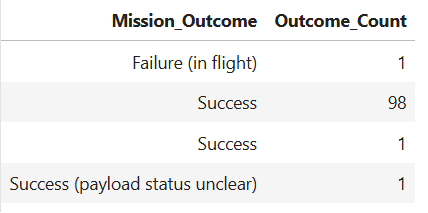 Mission_Outcome Outcome_Count
Failure (in flight) 1
Success 98
Success 1
Success (payload status unclear) 1